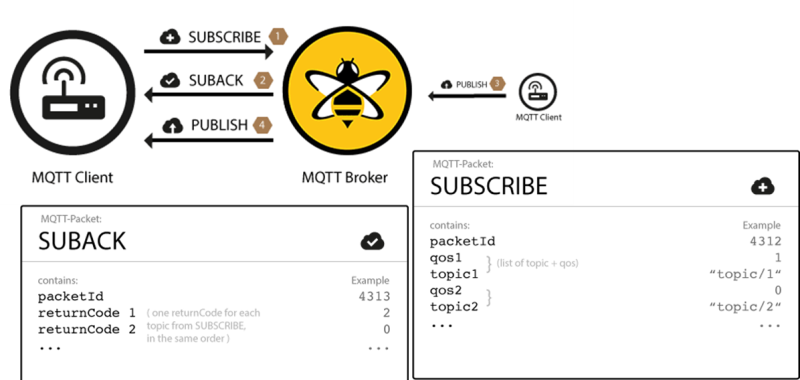 SUBSCRIBE 1
SUBACK 2
PUBLISH 4
PUBLISH 3
MQTT Client
MQTT Client
MQTT Broker
MQTT-Packet:
SUBSCRIBE
contains: Example
packetId 4312
qos1 1
topic1 "topic/1"
} (list of topic + qos)
qos2 0
topic2 "topic/2"
}
... ...
MQTT-Packet:
SUBACK
contains: Example
packetId 4313
returnCode 1 2
returnCode 2 0
( one returnCode for each
topic from SUBSCRIBE,
in the same order )
... ...